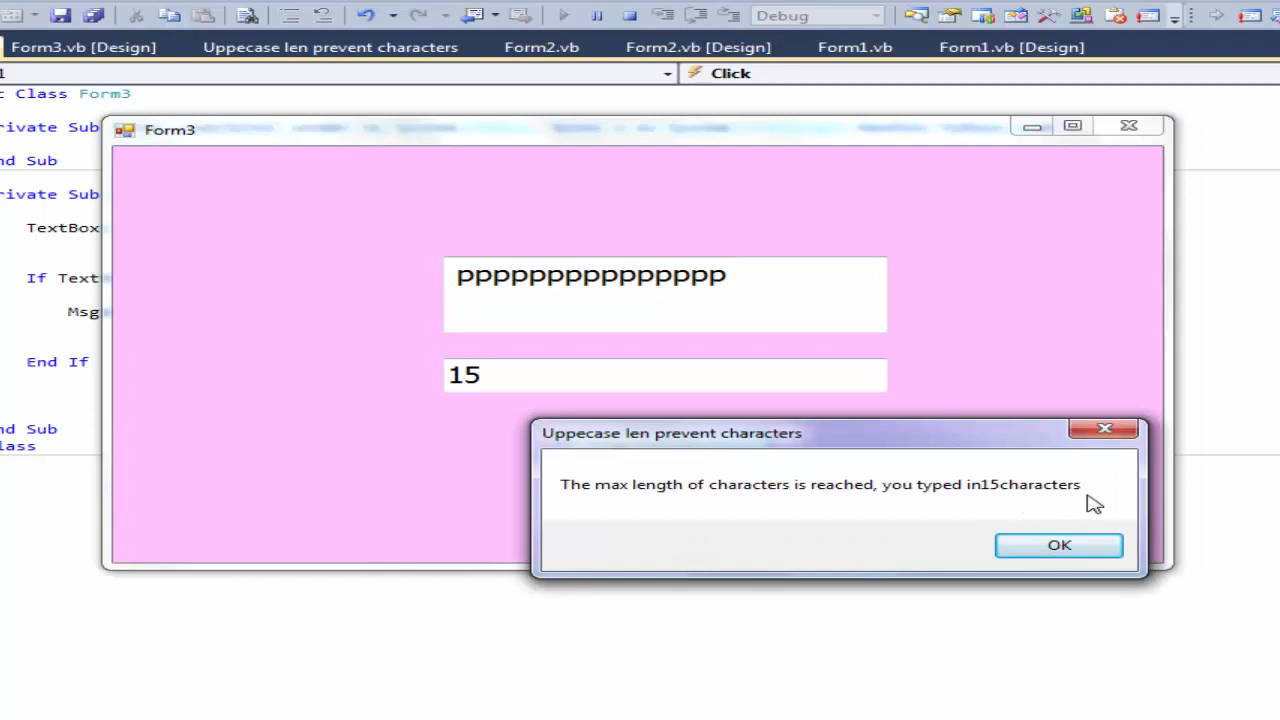 Debug
Form3.vb [Design] Uppecase len prevent characters Form2.vb Form2.vb [Design] Form1.vb Form1.vb [Design]
1 Click
c Class Form3
rivate Sub
Form3
nd Sub
rivate Sub
TextBox
If Text
Msg
End If
nd Sub
lass
ppppppppppppppp
15
Uppecase len prevent characters
The max length of characters is reached, you typed in15characters
OK